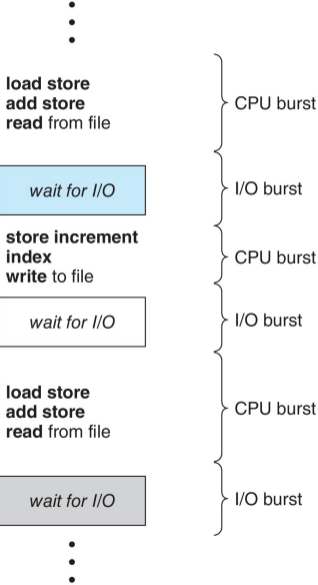 load store
add store
read from file
CPU burst
wait for I/O
I/O burst
store increment
index
write to file
CPU burst
wait for I/O
I/O burst
load store
add store
read from file
CPU burst
wait for I/O
I/O burst